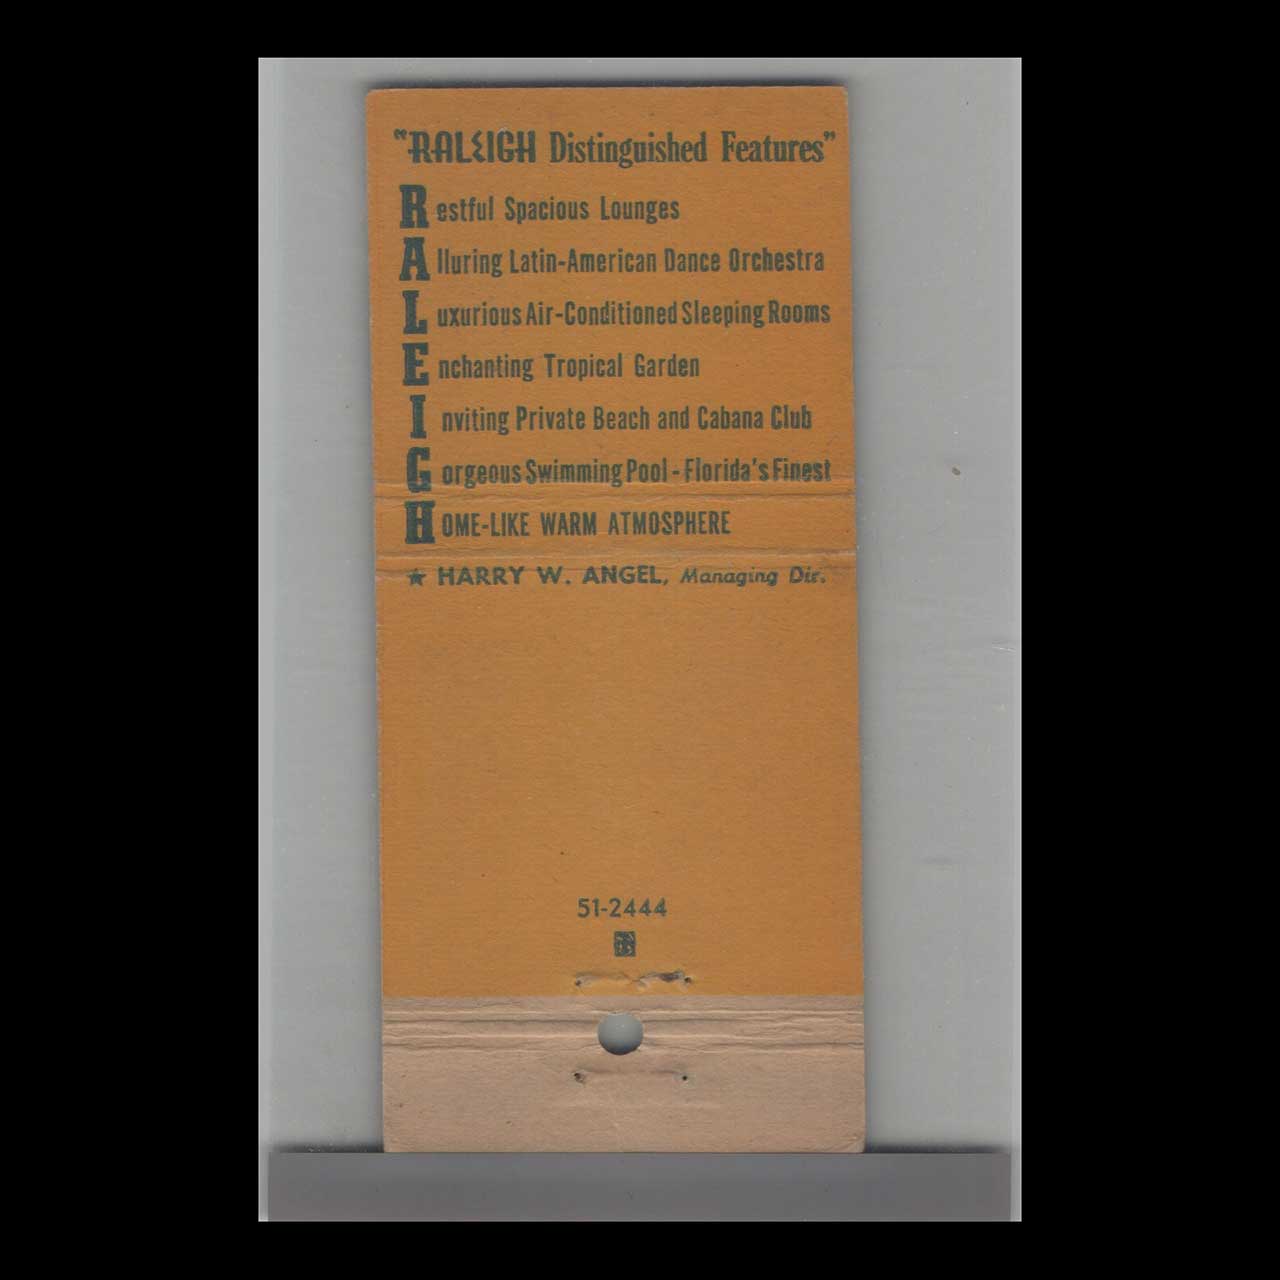 "RALEIGH Distinguished Features"
Restful Spacious Lounges
Alluring Latin-American Dance Orchestra
Luxurious Air-Conditioned Sleeping Rooms
Enchanting Tropical Garden
Inviting Private Beach and Cabana Club
Gorgeous Swimming Pool - Florida's Finest
HOME-LIKE WARM ATMOSPHERE
★ HARRY W. ANGEL, Managing Dir.
51-2444